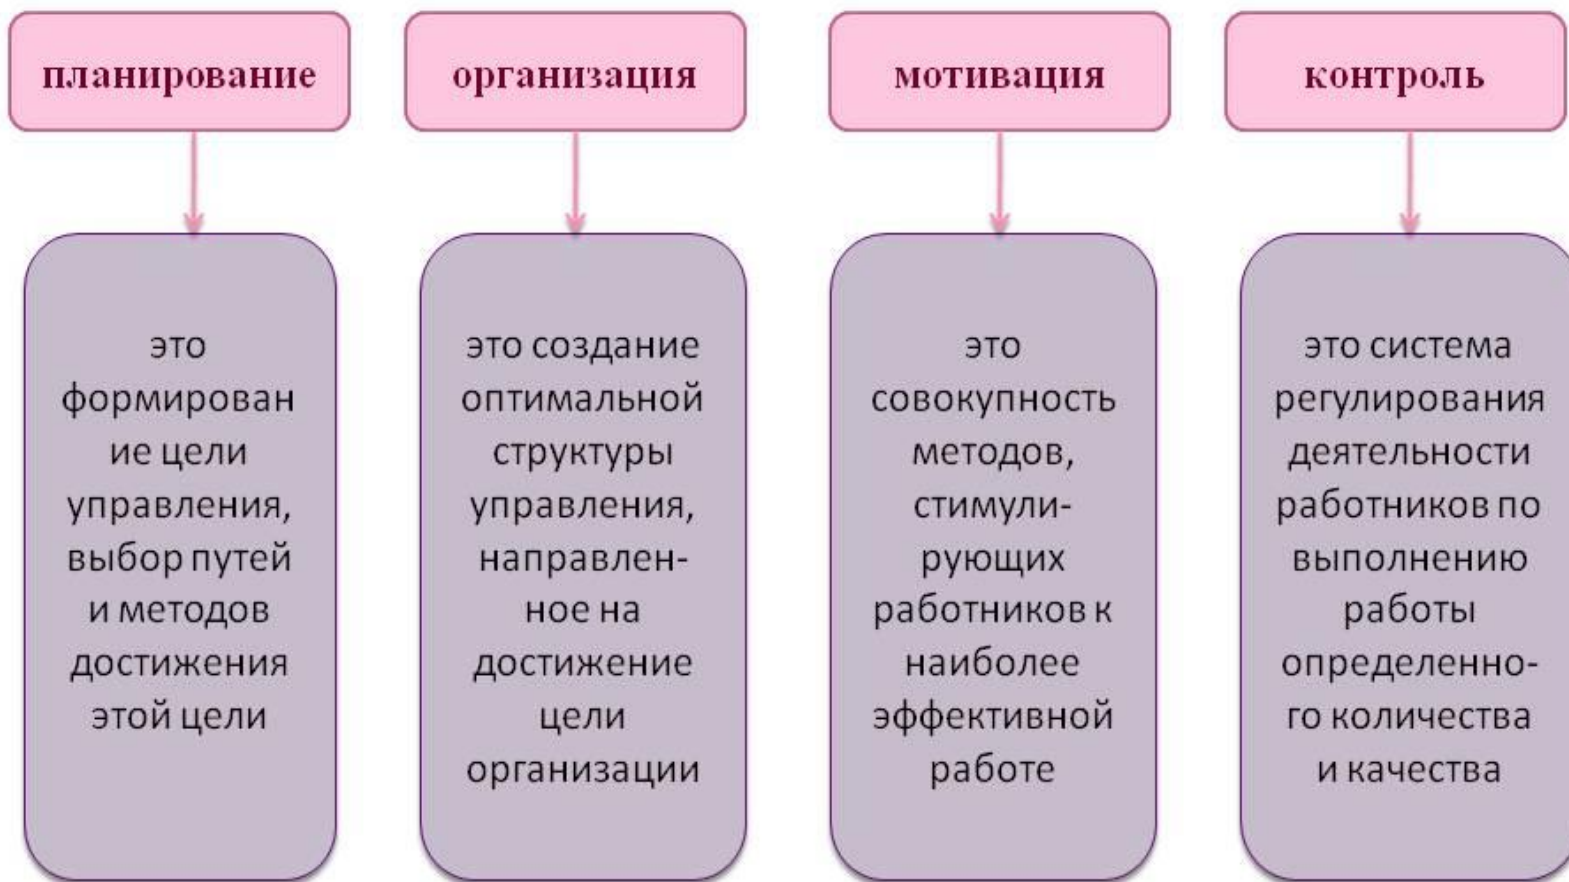 планирование
организация
мотивация
контроль
это
формирован
ие цели
управления,
выбор путей
и методов
достижения
этой цели
это создание
оптимальной
структуры
управления,
направлен-
ное на
достижение
цели
организации
это
совокупность
методов,
стимули-
рующих
работников к
наиболее
эффективной
работе
это система
регулирования
деятельности
работников по
выполнению
работы
определенно-
го количества
и качества